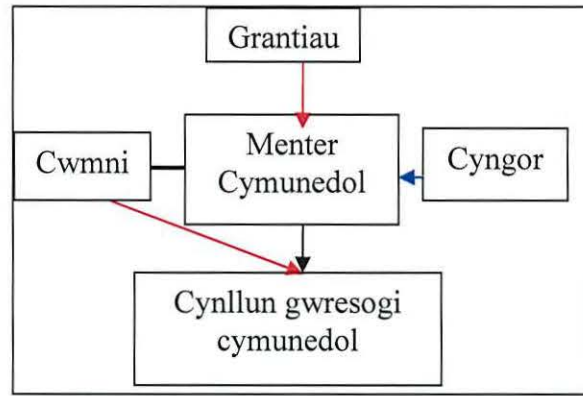 Grantiau
Cwmni
Menter
Cymunedol
Cyngor
Cynllun gwresogi
cymunedol